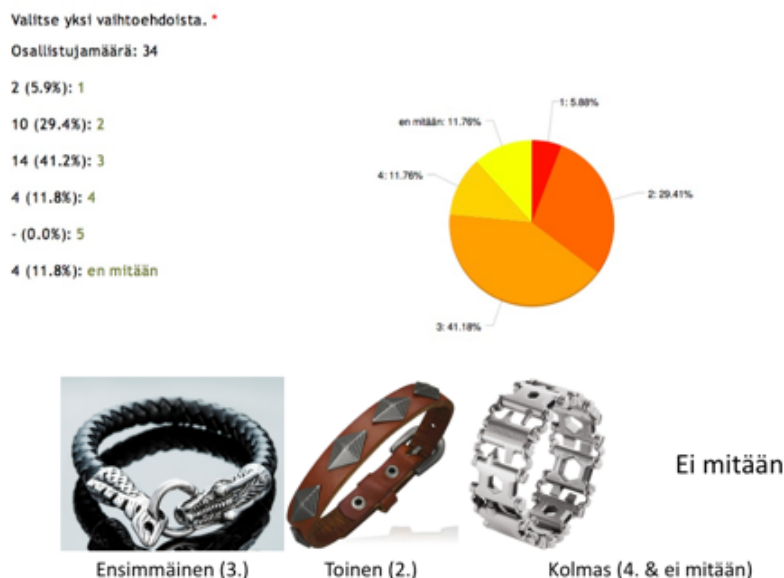 Valitse yksi vaihtoehdoista. *
Osallistujamäärä: 34
2 (5.9%): 1
10 (29.4%): 2
14 (41.2%): 3
4 (11.8%): 4
- (0.0%): 5
4 (11.8%): en mitään
1: 5.88%
en mitään: 11.76%
4: 11.76%
2: 29.41%
3: 41.18%
Ei mitään
Ensimmäinen (3.)
Toinen (2.)
Kolmas (4. & ei mitään)